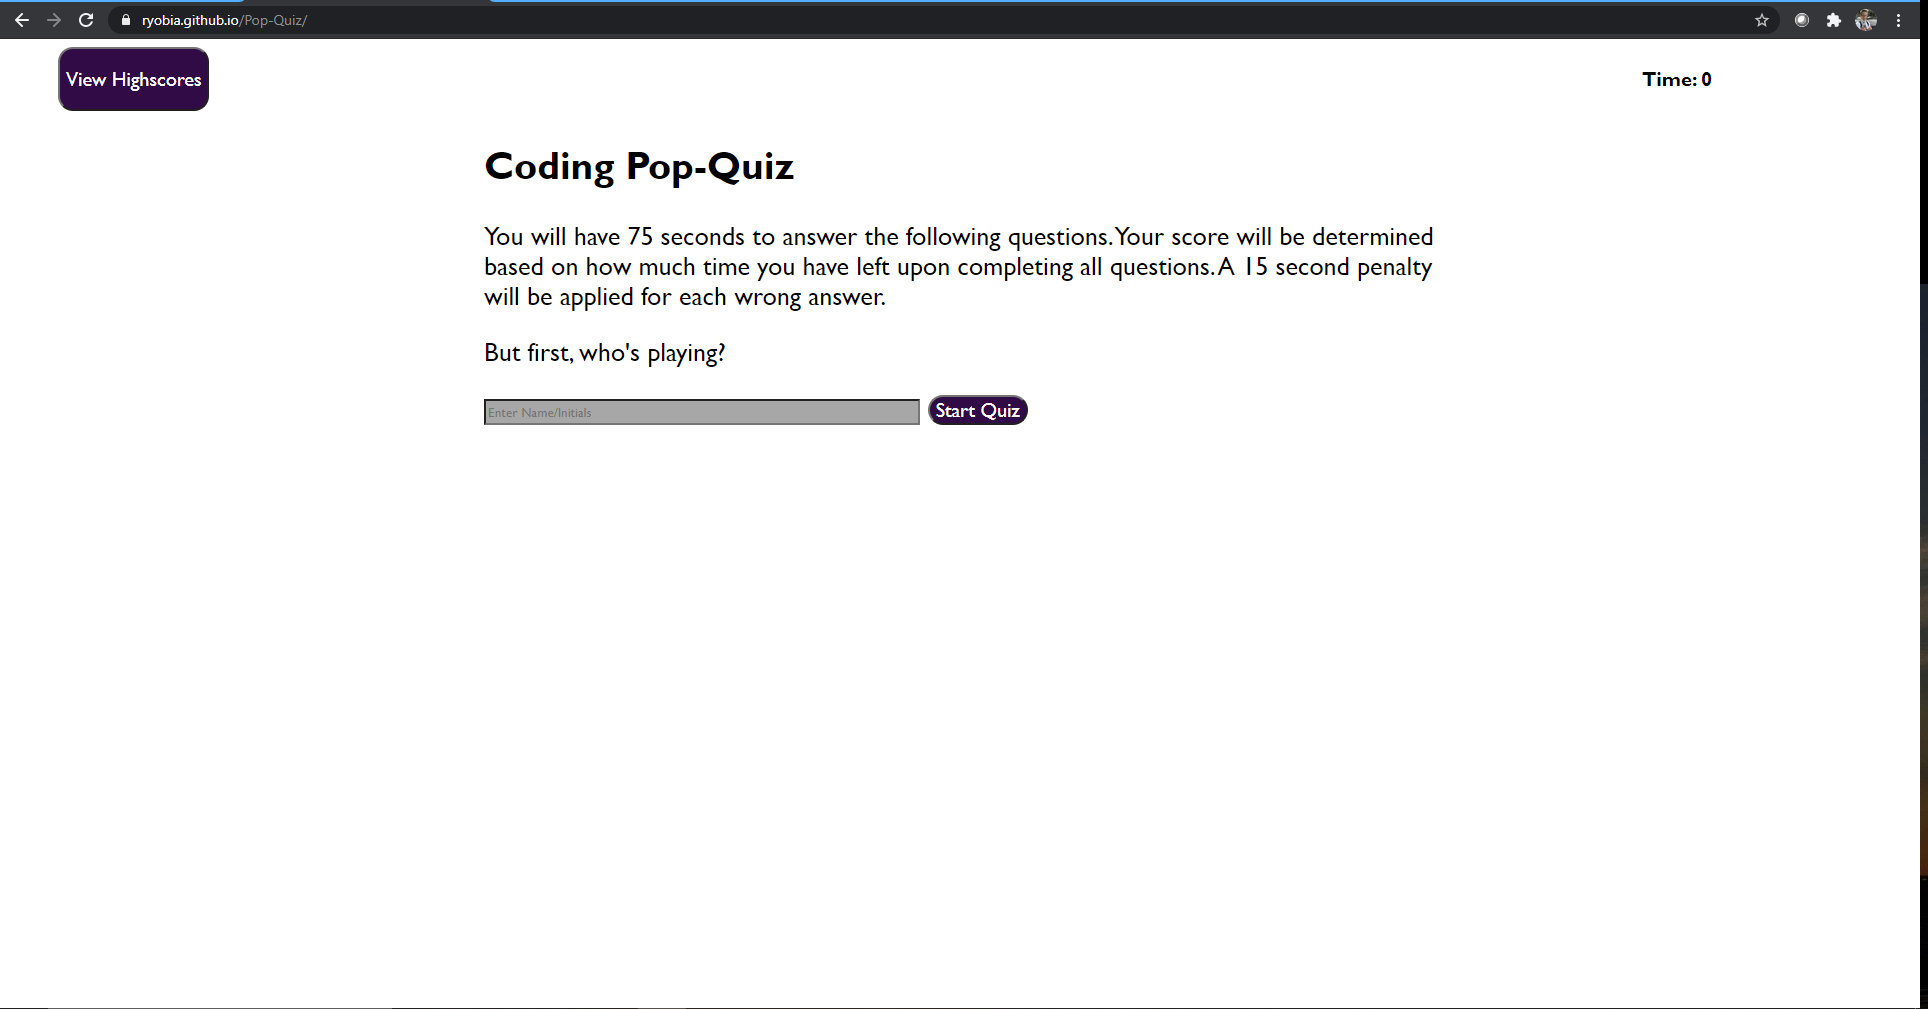 ryobia.github.io/Pop-Quiz/
View Highscores
Time: 0
Coding Pop-Quiz
You will have 75 seconds to answer the following questions. Your score will be determined
based on how much time you have left upon completing all questions. A 15 second penalty
will be applied for each wrong answer.
But first, who's playing?
Enter Name/Initials
Start Quiz